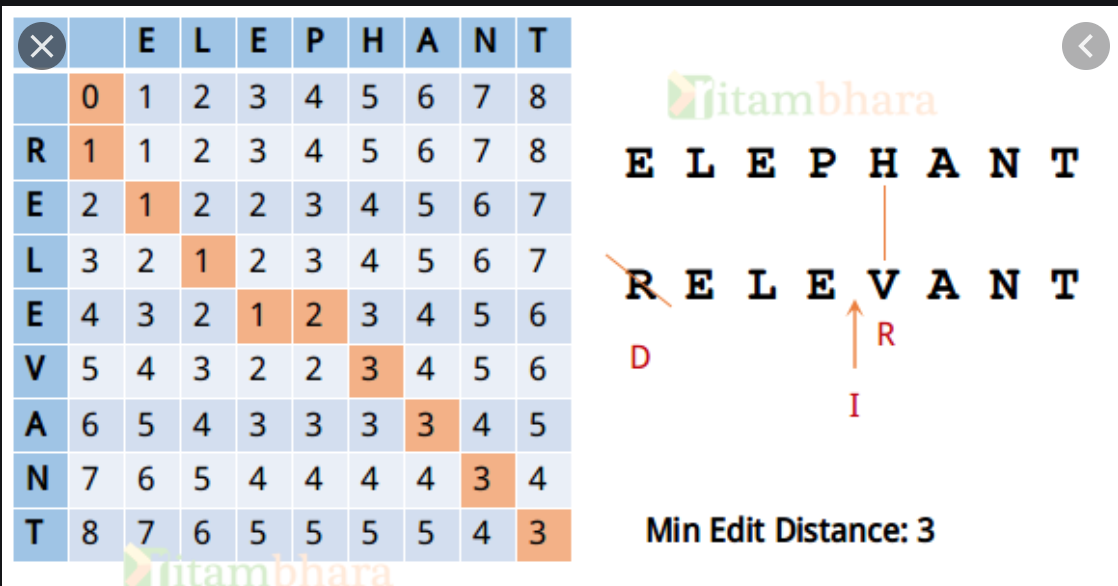 E L E P H A N T
0 1 2 3 4 5 6 7 8
R 1 1 2 3 4 5 6 7 8
E 2 1 2 2 3 4 5 6 7
L 3 2 1 2 3 4 5 6 7
E 4 3 2 1 2 3 4 5 6
V 5 4 3 2 2 3 4 5 6
A 6 5 4 3 3 3 3 4 5
N 7 6 5 4 4 4 4 3 4
T 8 7 6 5 5 5 5 4 3
itambhara
ritambhara
E L E P H A N T
R E L E V A N T
D
R
I
Min Edit Distance: 3